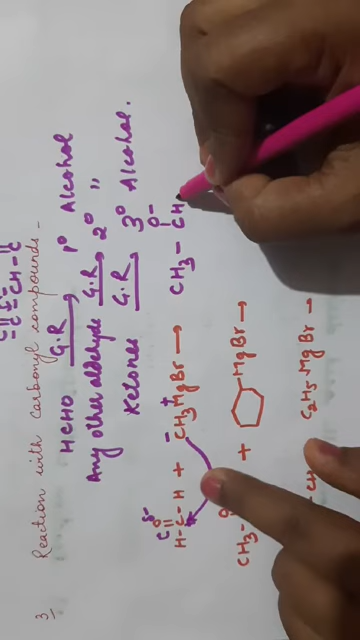 3 Reaction with carbonyl compounds -
HCHO G.R → 1° Alcohol
Any other aldehyde G.R → 2° "
Ketones G.R → 3° Alcohol.
O δ-
H-C-H + CH3MgBr → CH3 - CH
- +
O-
CH3- + MgBr →
CH C2H5-MgBr →